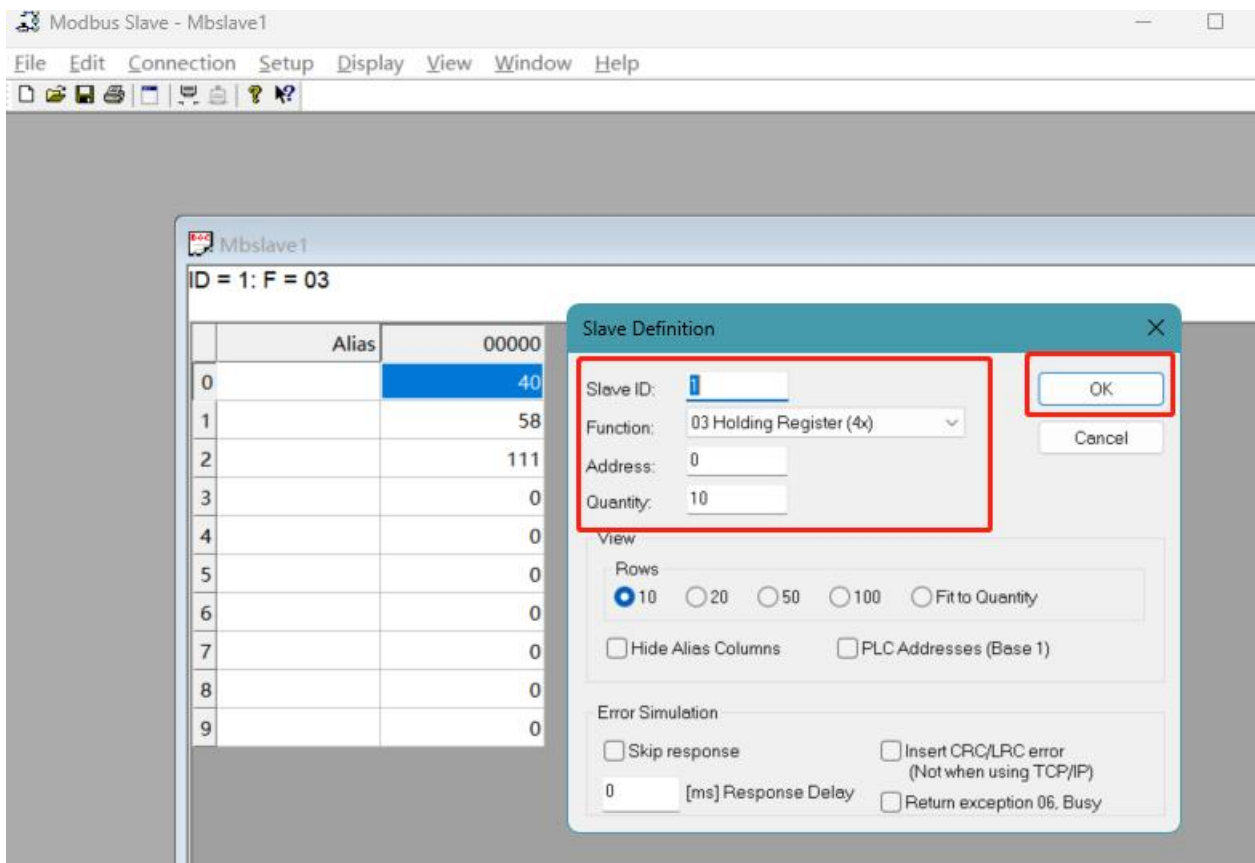 Modbus Slave - Mbslave1
File Edit Connection Setup Display View Window Help
Mbslave1
ID = 1: F = 03
Alias 00000
0 40
1 58
2 111
3 0
4 0
5 0
6 0
7 0
8 0
9 0
Slave Definition
Slave ID: 1
OK
Function: 03 Holding Register (4x)
Cancel
Address: 0
Quantity: 10
View
Rows
10 20 50 100 Fit to Quantity
Hide Alias Columns PLC Addresses (Base 1)
Error Simulation
Skip response Insert CRC/LRC error
(Not when using TCP/IP)
0 [ms] Response Delay
Return exception 06, Busy